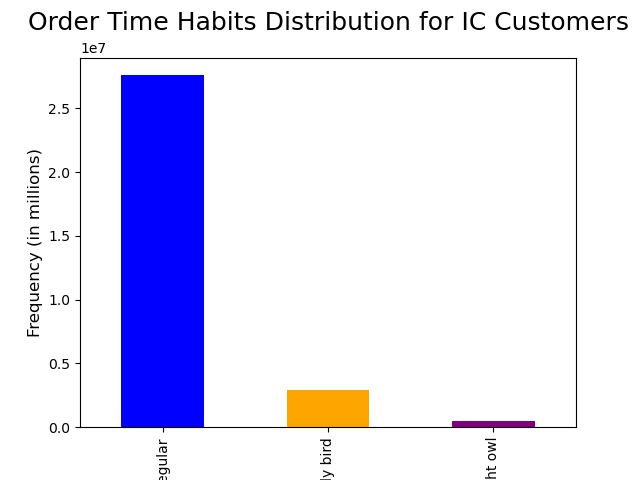 Order Time Habits Distribution for IC Customers
1e7
Frequency (in millions)
2.5
2.0
1.5
1.0
0.5
0.0
egular
ly bird
ht owl